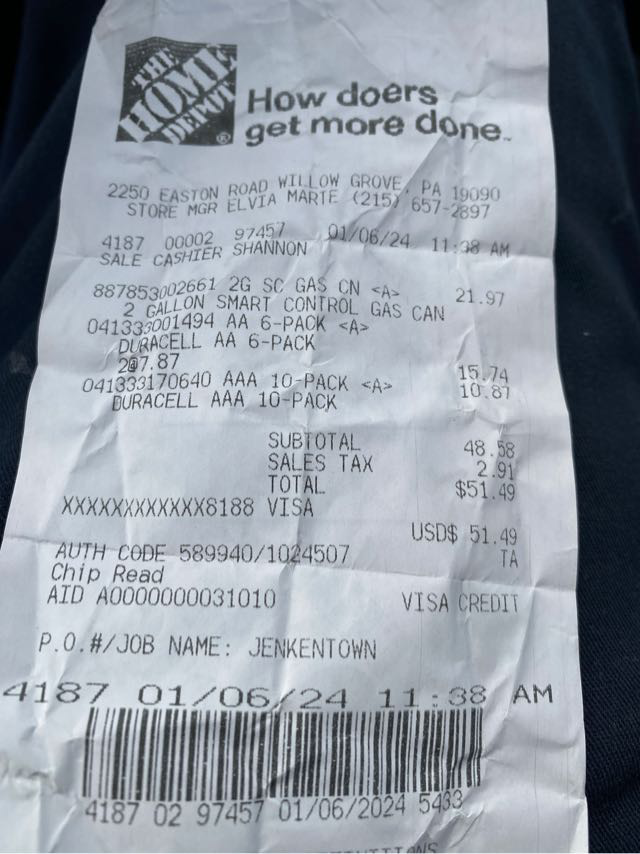 THE
HOME
DEPOT
How doers
get more done.
2250 EASTON ROAD WILLOW GROVE, PA 19090
STORE MGR ELVIA MARTE (215) 657-2897
4187 00002 97457 01/06/24 11:38 AM
SALE CASHIER SHANNON
887853002661 2G SC GAS CN <A> 21.97
2 GALLON SMART CONTROL GAS CAN
041333001494 AA 6-PACK <A>
DURACELL AA 6-PACK
2@7.87 15.74
041333170640 AAA 10-PACK <A> 10.87
DURACELL AAA 10-PACK
SUBTOTAL 48.58
SALES TAX 2.91
TOTAL $51.49
XXXXXXXXXXXX8188 VISA
USD$ 51.49
AUTH CODE 589940/1024507 TA
Chip Read
AID A0000000031010 VISA CREDIT
P.O.#/JOB NAME: JENKENTOWN
4187 01/06/24 11:38 AM
4187 02 97457 01/06/2024 5433